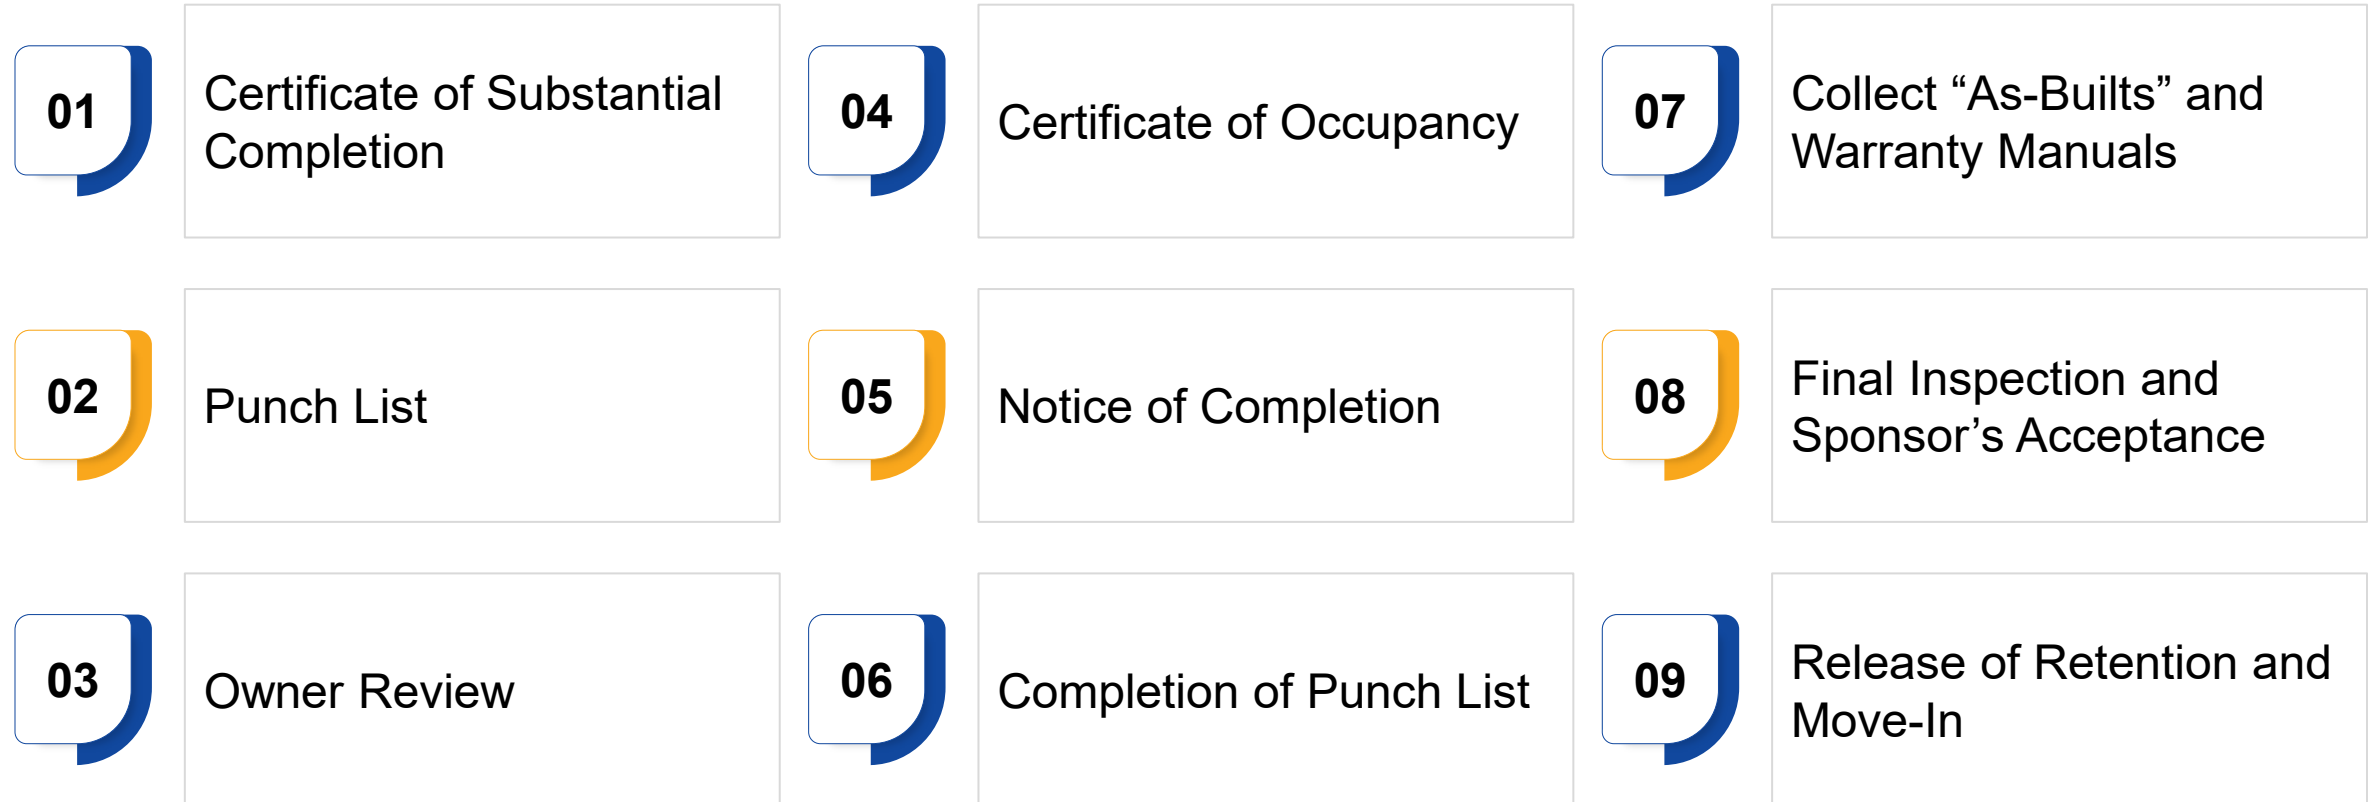 01
Certificate of Substantial
Completion
02
Punch List
03
Owner Review
04
Certificate of Occupancy
05
Notice of Completion
06
Completion of Punch List
07
Collect “As-Builts” and
Warranty Manuals
08
Final Inspection and
Sponsor’s Acceptance
09
Release of Retention and
Move-In